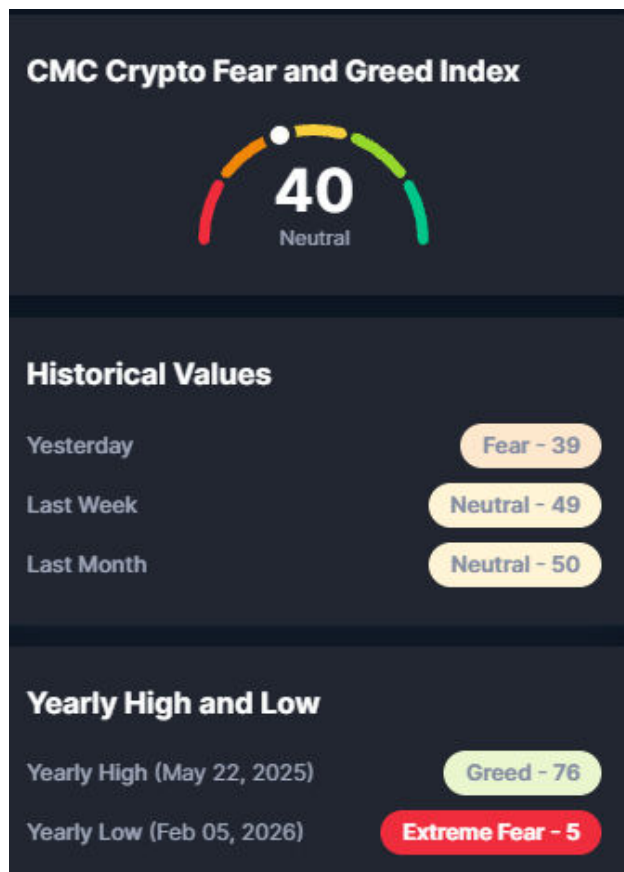 CMC Crypto Fear and Greed Index
40
Neutral
Historical Values
Yesterday Fear - 39
Last Week Neutral - 49
Last Month Neutral - 50
Yearly High and Low
Yearly High (May 22, 2025) Greed - 76
Yearly Low (Feb 05, 2026) Extreme Fear - 5